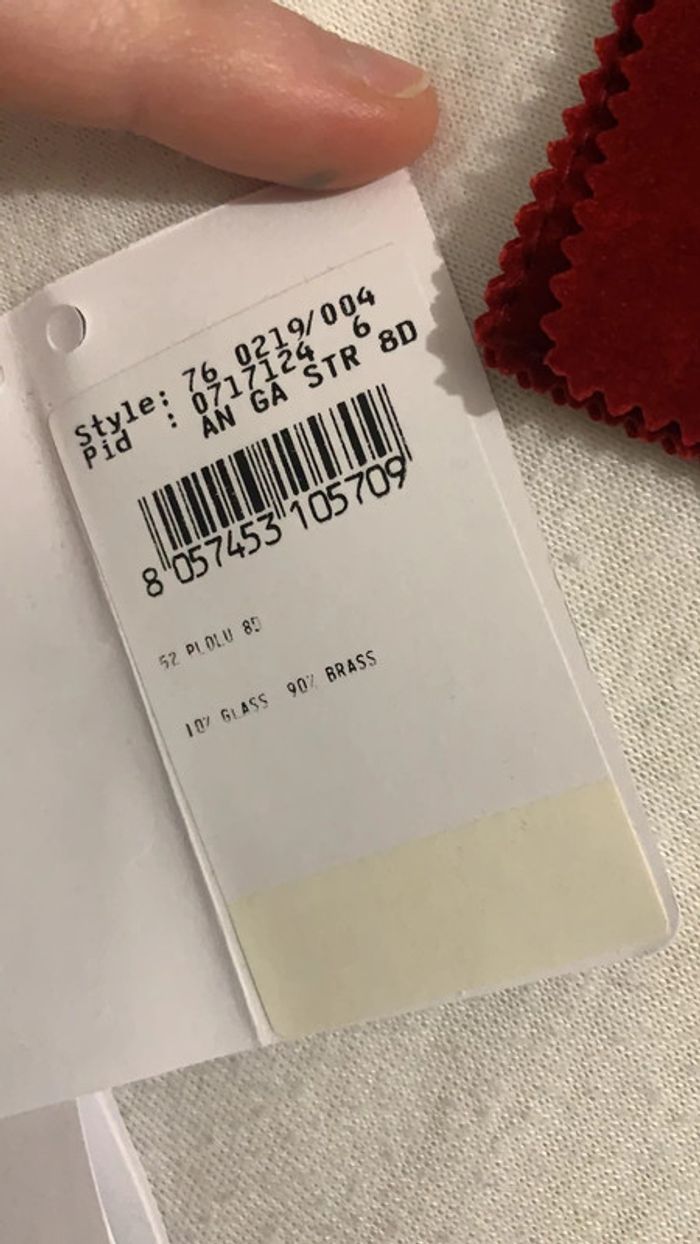 Style: 76 0219/004
Pid : 0717124 6
AN GA STR 8D
8 057453 105709
52 PLOLU 8D
10% GLASS 90% BRASS